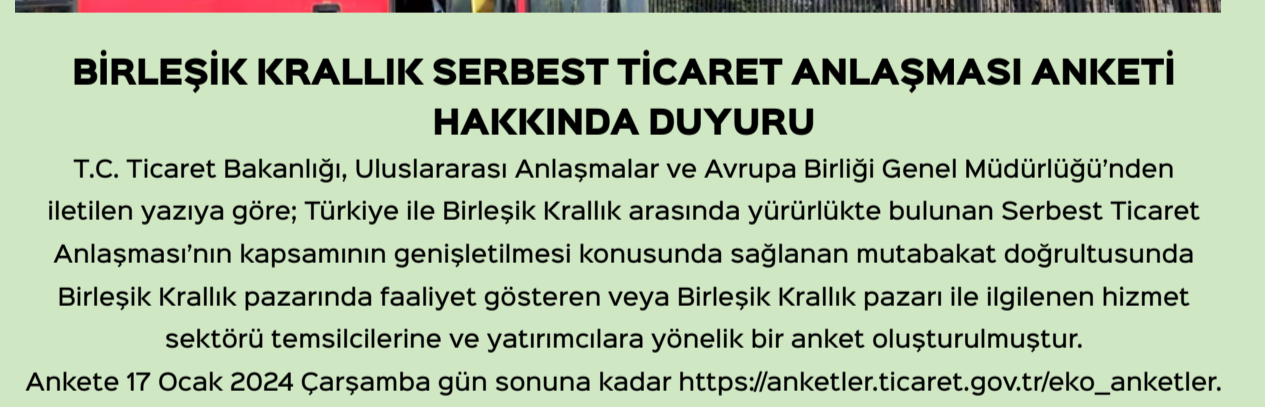 BİRLEŞİK KRALLIK SERBEST TİCARET ANLAŞMASI ANKETİ
HAKKINDA DUYURU
T.C. Ticaret Bakanlığı, Uluslararası Anlaşmalar ve Avrupa Birliği Genel Müdürlüğü’nden
iletilen yazıya göre; Türkiye ile Birleşik Krallık arasında yürürlükte bulunan Serbest Ticaret
Anlaşması’nın kapsamının genişletilmesi konusunda sağlanan mutabakat doğrultusunda
Birleşik Krallık pazarında faaliyet gösteren veya Birleşik Krallık pazarı ile ilgilenen hizmet
sektörü temsilcilerine ve yatırımcılara yönelik bir anket oluşturulmuştur.
Ankete 17 Ocak 2024 Çarşamba gün sonuna kadar https://anketler.ticaret.gov.tr/eko_anketler.